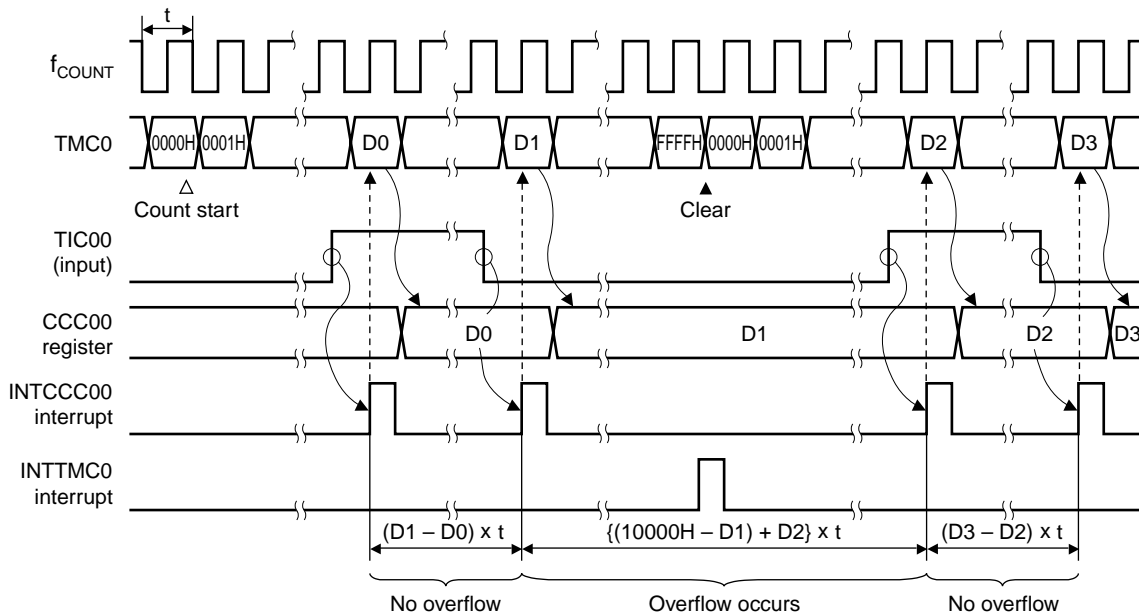 t
fCOUNT
TMC0
0000H 0001H D0 D1 FFFFH 0000H 0001H D2 D3
Count start
Clear
TIC00
(input)
CCC00
register
D0 D1 D2 D3
INTCCC00
interrupt
INTTMC0
interrupt
(D1 – D0) x t
{(10000H – D1) + D2} x t
(D3 – D2) x t
No overflow
Overflow occurs
No overflow